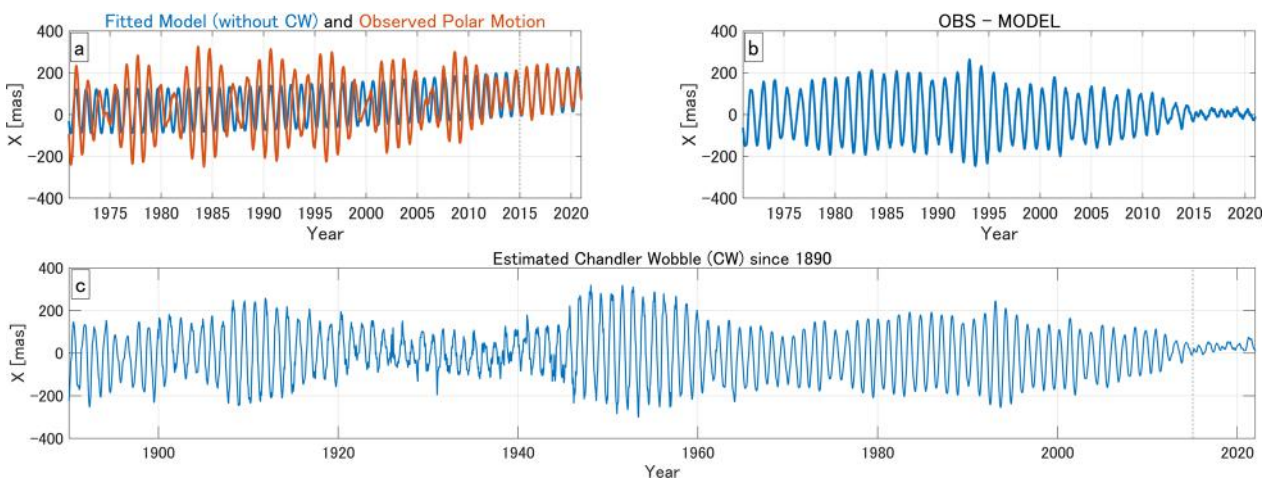 Fitted Model (without CW) and Observed Polar Motion
a
400
200
0
−200
−400
X [mas]
1975 1980 1985 1990 1995 2000 2005 2010 2015 2020
Year
OBS − MODEL
b
400
200
0
−200
−400
X [mas]
1975 1980 1985 1990 1995 2000 2005 2010 2015 2020
Year
Estimated Chandler Wobble (CW) since 1890
c
400
200
0
−200
−400
X [mas]
1900 1920 1940 1960 1980 2000 2020
Year